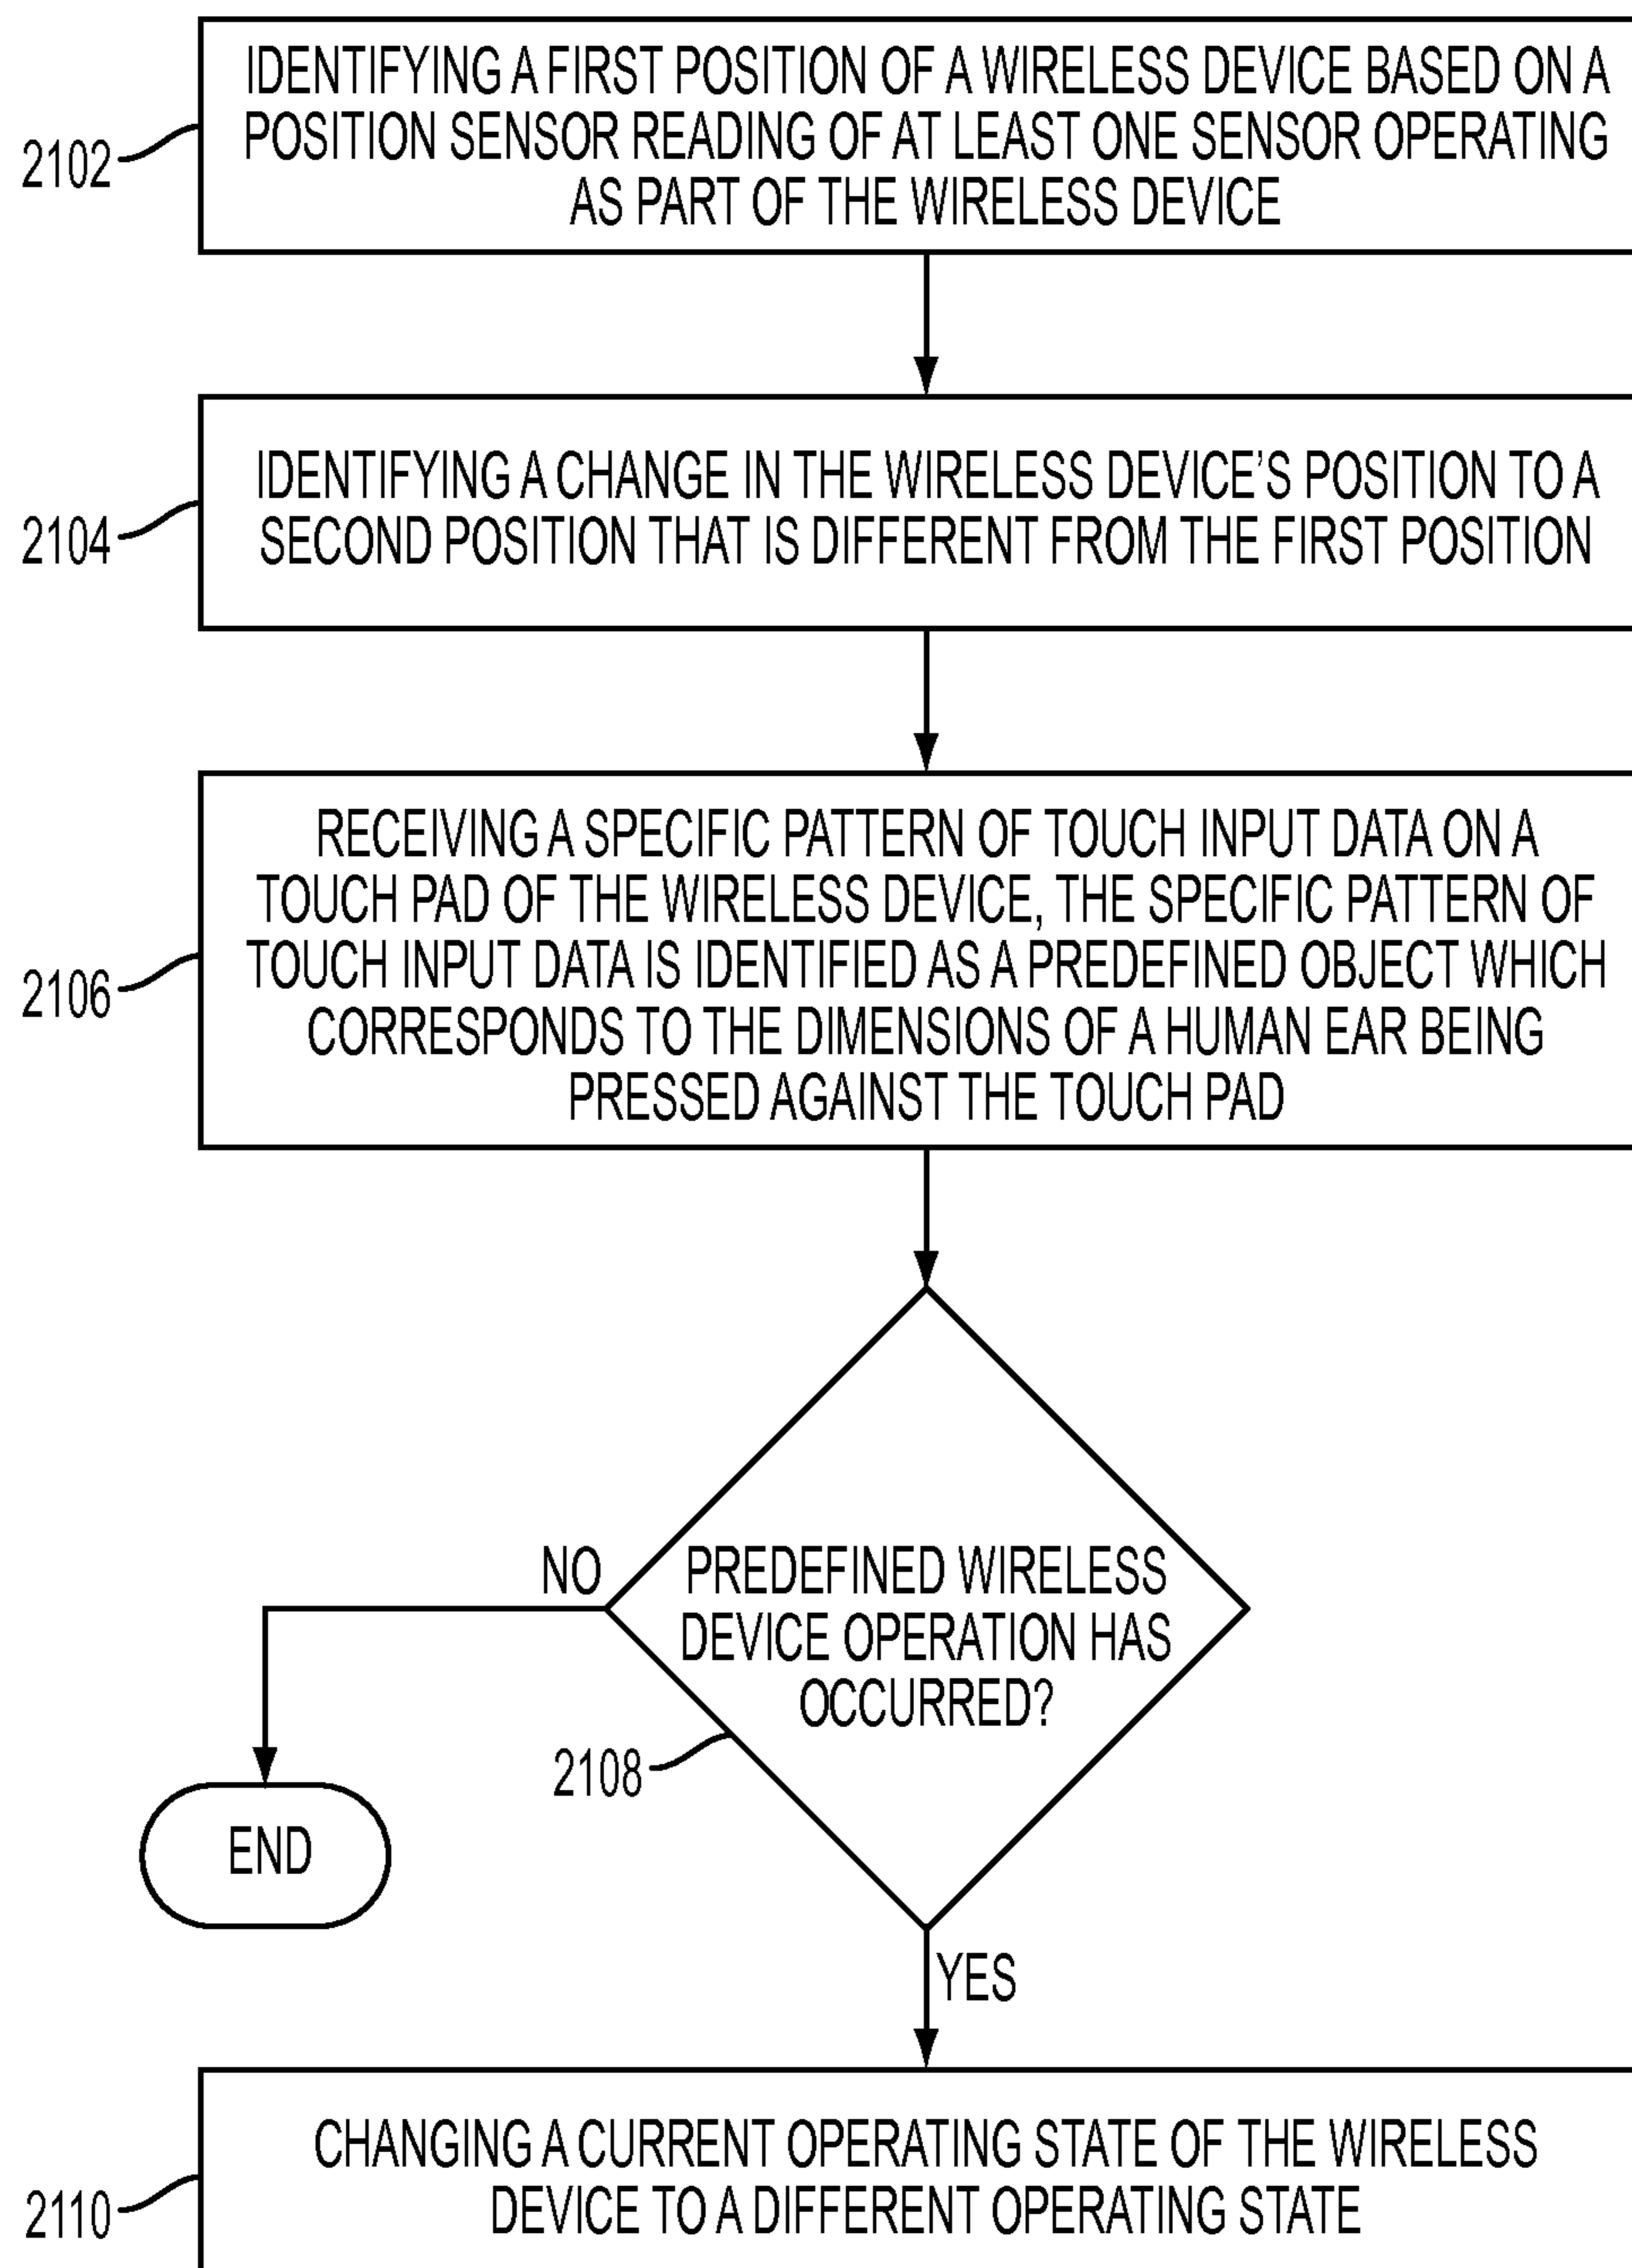 IDENTIFYING A FIRST POSITION OF A WIRELESS DEVICE BASED ON A
POSITION SENSOR READING OF AT LEAST ONE SENSOR OPERATING
AS PART OF THE WIRELESS DEVICE
2102
IDENTIFYING A CHANGE IN THE WIRELESS DEVICE'S POSITION TO A
SECOND POSITION THAT IS DIFFERENT FROM THE FIRST POSITION
2104
RECEIVING A SPECIFIC PATTERN OF TOUCH INPUT DATA ON A
TOUCH PAD OF THE WIRELESS DEVICE, THE SPECIFIC PATTERN OF
TOUCH INPUT DATA IS IDENTIFIED AS A PREDEFINED OBJECT WHICH
CORRESPONDS TO THE DIMENSIONS OF A HUMAN EAR BEING
PRESSED AGAINST THE TOUCH PAD
2106
NO
PREDEFINED WIRELESS
DEVICE OPERATION HAS
OCCURRED?
2108
END
YES
CHANGING A CURRENT OPERATING STATE OF THE WIRELESS
DEVICE TO A DIFFERENT OPERATING STATE
2110